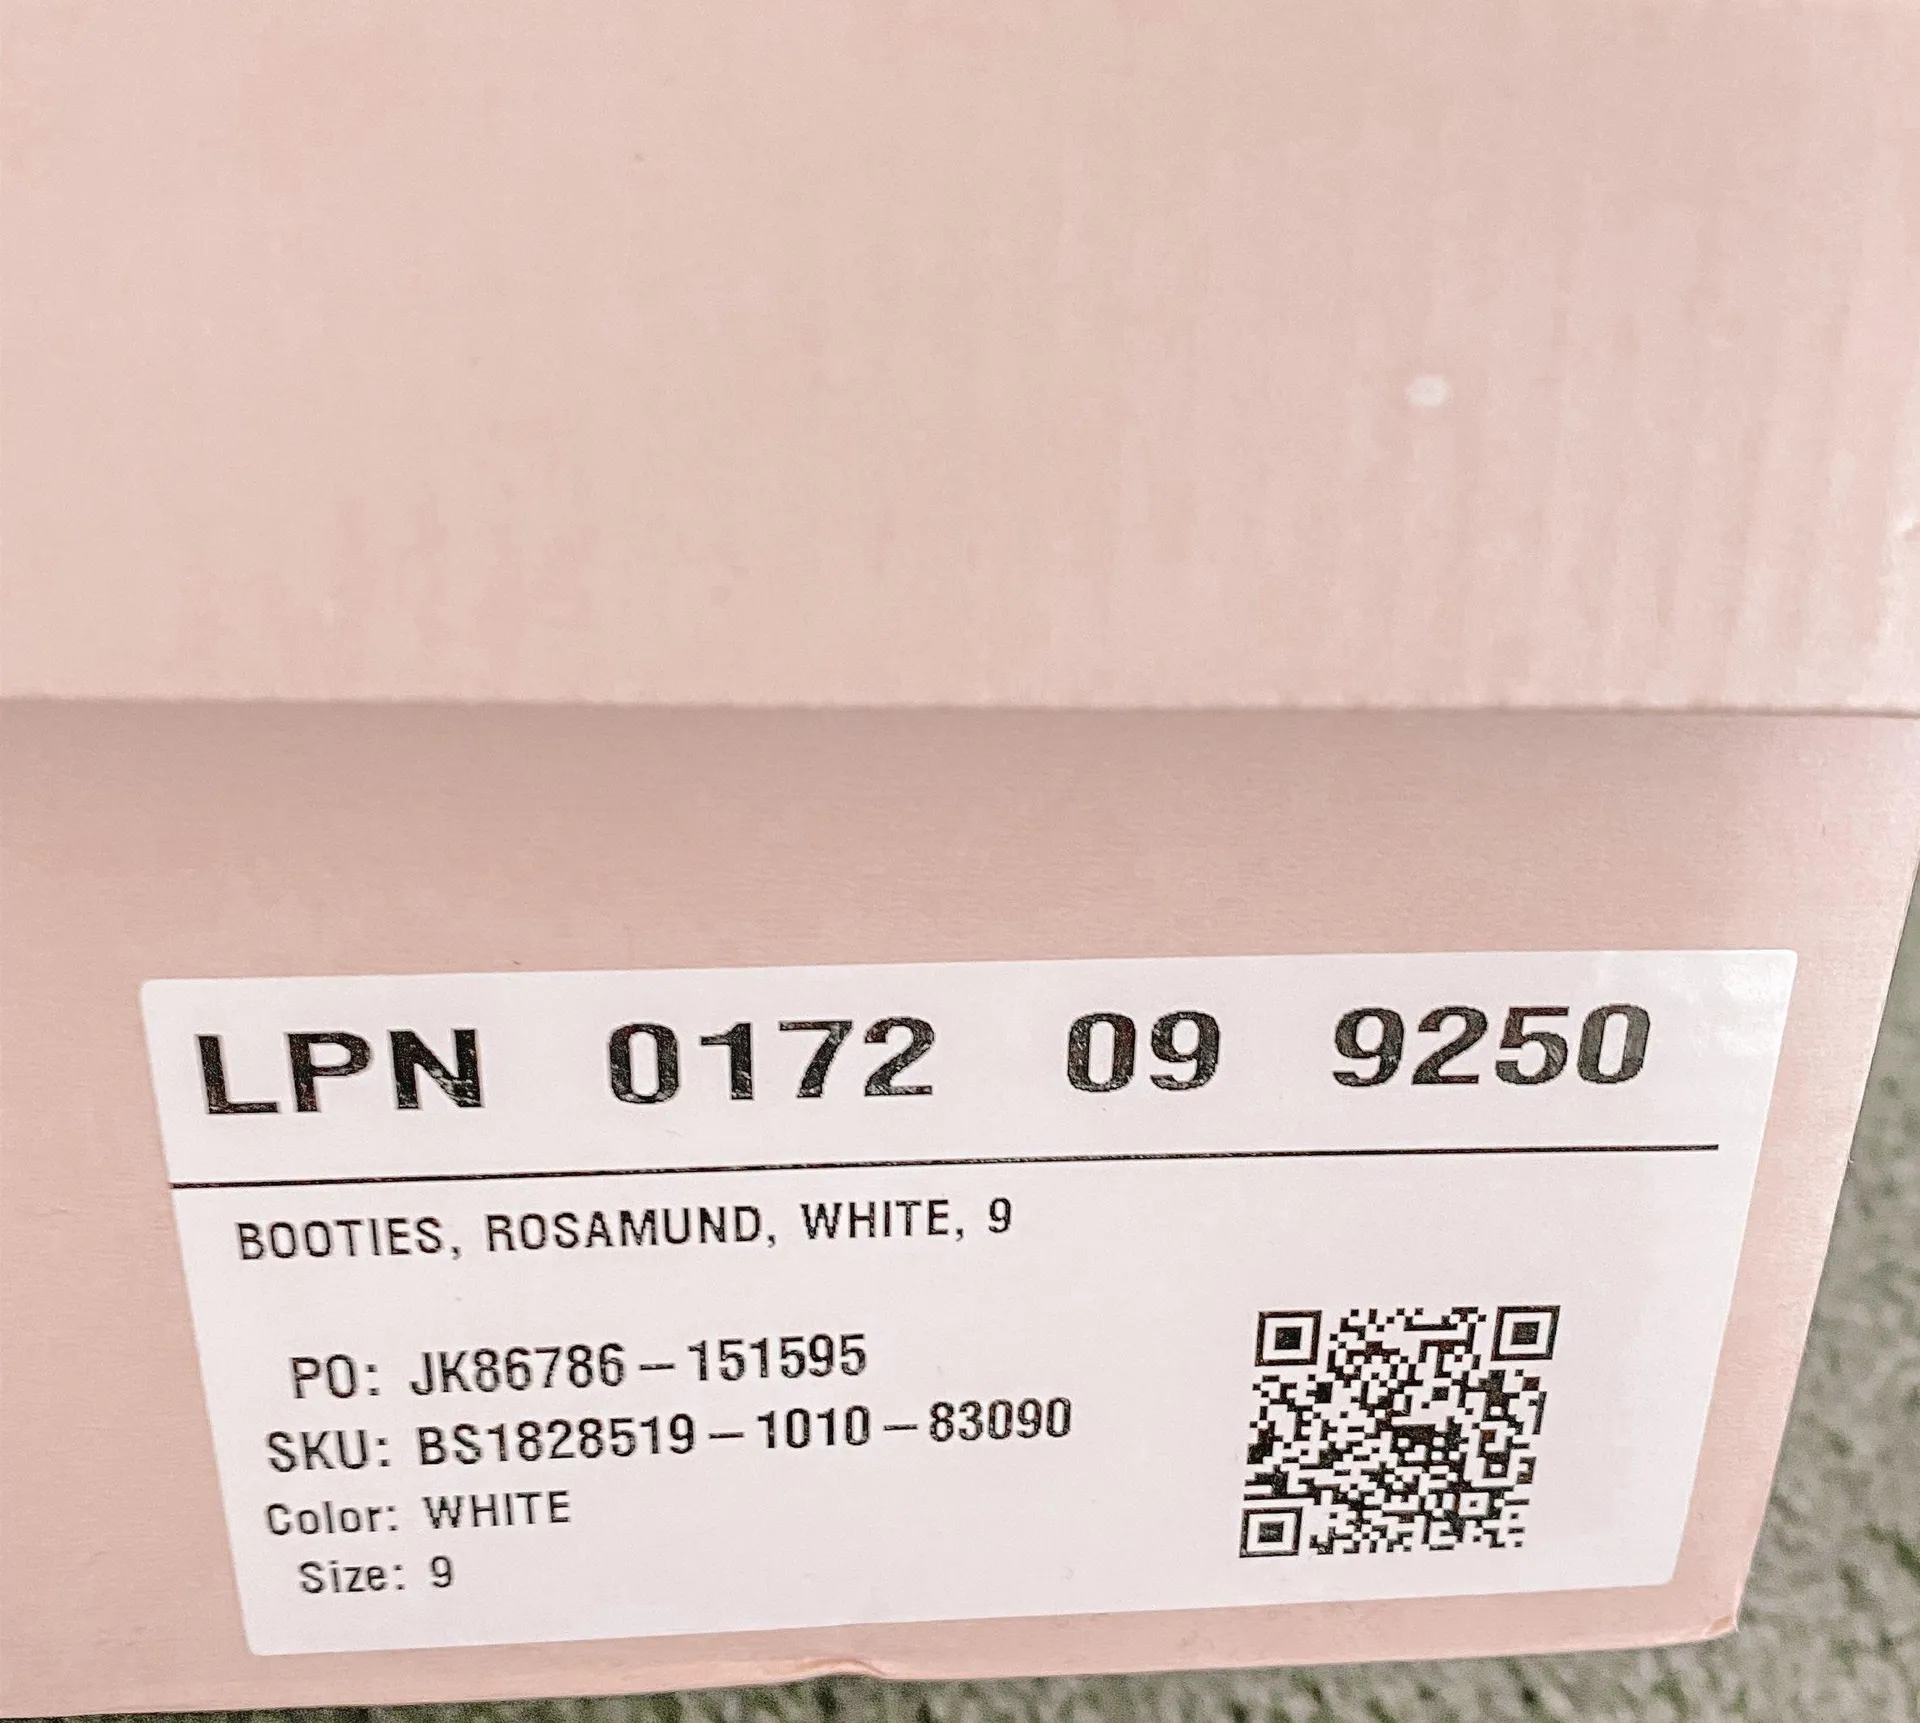 LPN 0172 09 9250
BOOTIES, ROSAMUND, WHITE, 9
PO: JK86786-151595
SKU: BS1828519-1010-83090
Color: WHITE
Size: 9